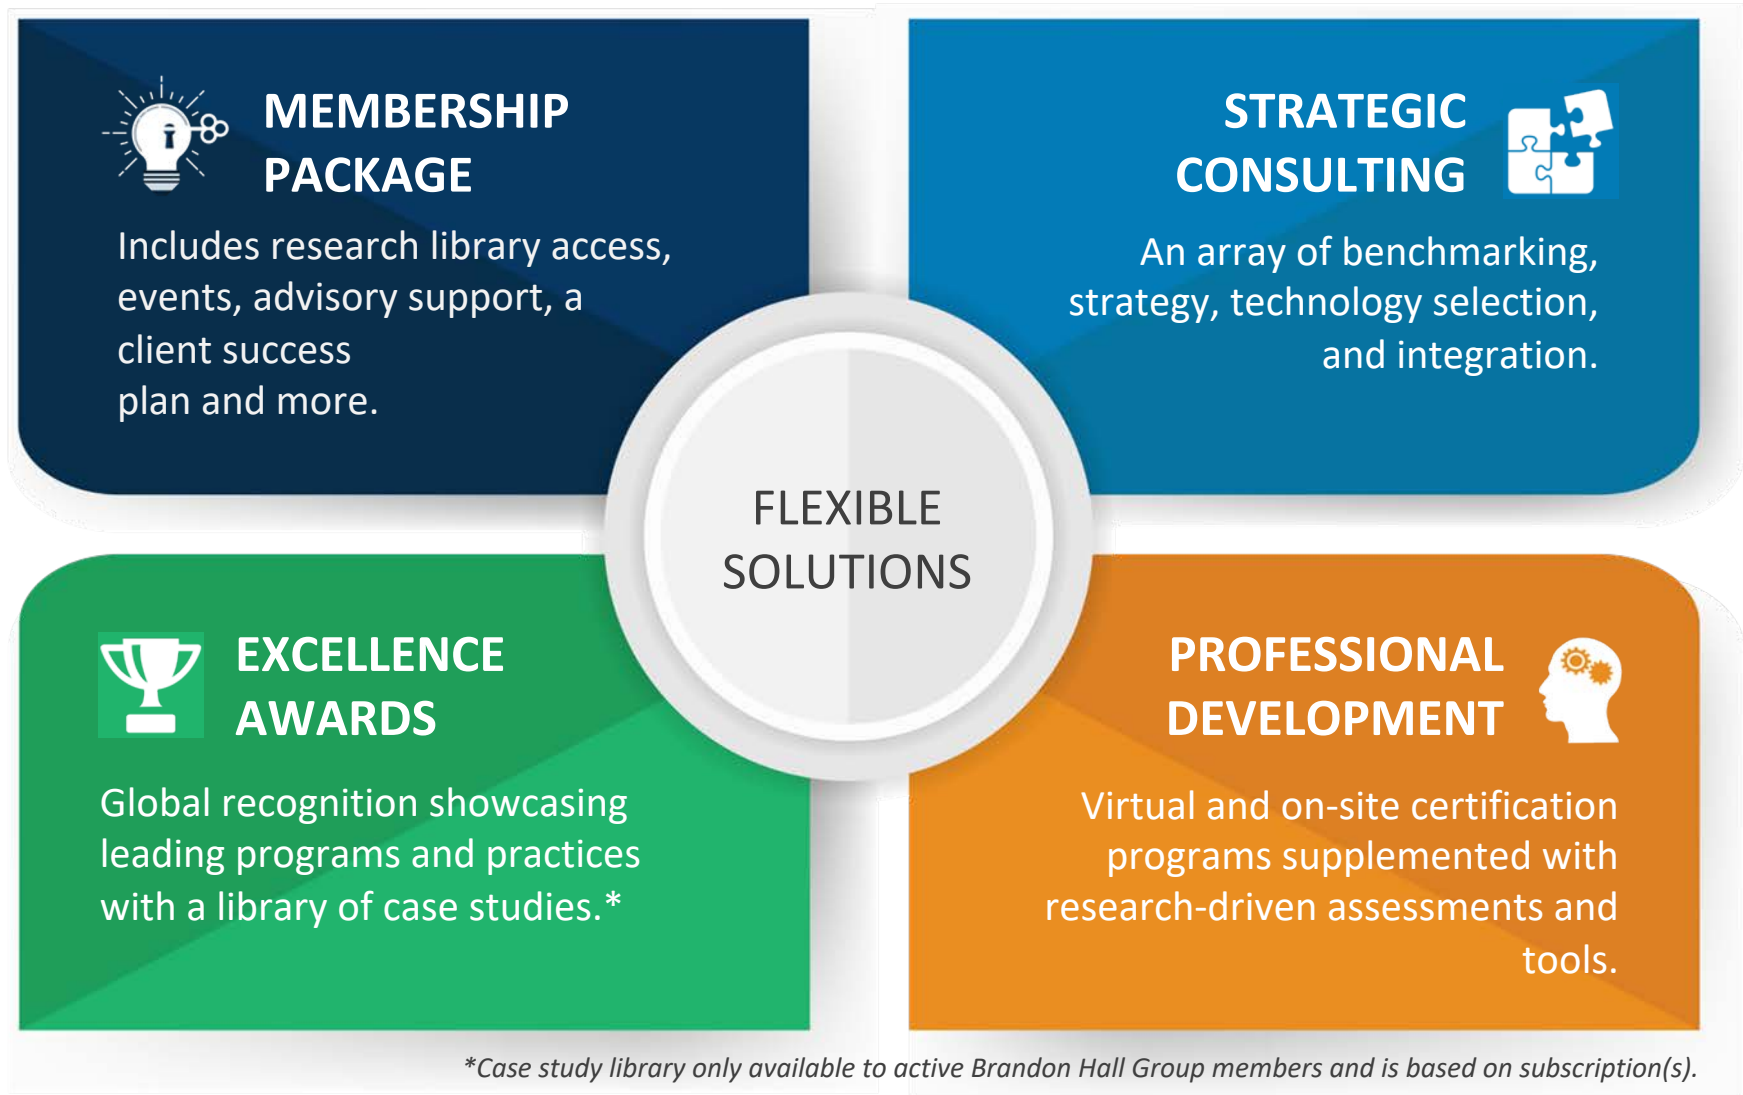 MEMBERSHIP
PACKAGE
Includes research library access,
events, advisory support, a
client success
plan and more.
STRATEGIC
CONSULTING
An array of benchmarking,
strategy, technology selection,
and integration.
FLEXIBLE
SOLUTIONS
EXCELLENCE
AWARDS
Global recognition showcasing
leading programs and practices
with a library of case studies.*
PROFESSIONAL
DEVELOPMENT
Virtual and on-site certification
programs supplemented with
research-driven assessments and
tools.
*Case study library only available to active Brandon Hall Group members and is based on subscription(s).